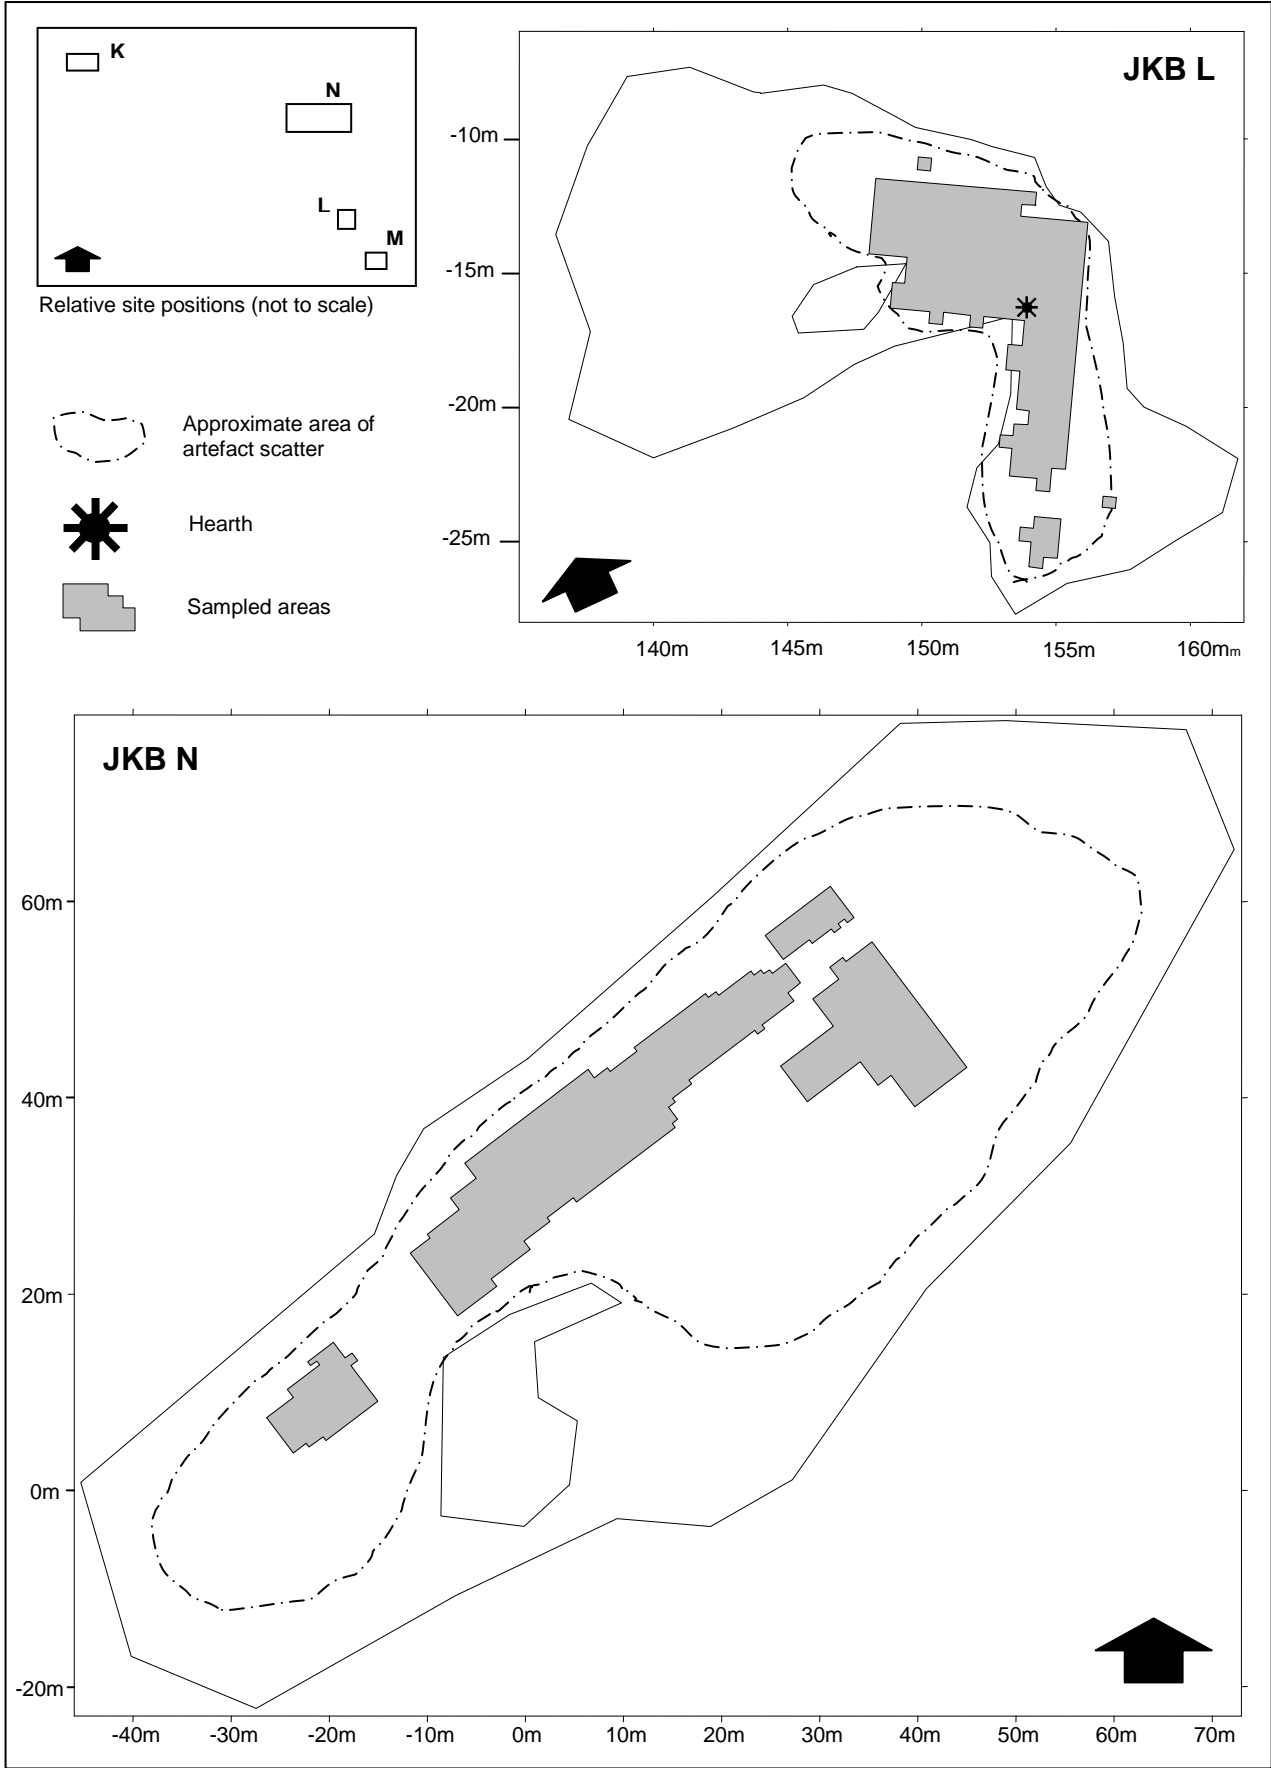 K
N
L
M
Relative site positions (not to scale)
Approximate area of
artefact scatter
Hearth
Sampled areas
JKB L
-10m
-15m
-20m
-25m
140m 145m 150m 155m 160mm
JKB N
60m
40m
20m
0m
-20m
-40m -30m -20m -10m 0m 10m 20m 30m 40m 50m 60m 70m